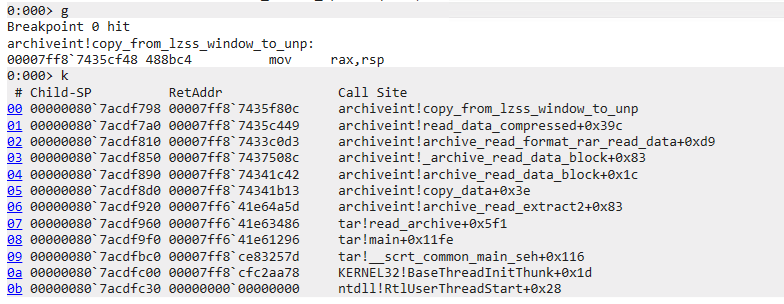 0:000> g
Breakpoint 0 hit
archiveint!copy_from_lzss_window_to_unp:
00007ff8`7435cf48 488bc4          mov     rax,rsp
0:000> k
 # Child-SP          RetAddr               Call Site
00 00000080`7acdf798 00007ff8`7435f80c     archiveint!copy_from_lzss_window_to_unp
01 00000080`7acdf7a0 00007ff8`7435c449     archiveint!read_data_compressed+0x39c
02 00000080`7acdf810 00007ff8`7433c0d3     archiveint!archive_read_format_rar_read_data+0xd9
03 00000080`7acdf850 00007ff8`7437508c     archiveint!_archive_read_data_block+0x83
04 00000080`7acdf890 00007ff8`74341c42     archiveint!archive_read_data_block+0x1c
05 00000080`7acdf8d0 00007ff8`74341b13     archiveint!copy_data+0x3e
06 00000080`7acdf920 00007ff6`41e64a5d     archiveint!archive_read_extract2+0x83
07 00000080`7acdf960 00007ff6`41e63486     tar!read_archive+0x5f1
08 00000080`7acdf9f0 00007ff6`41e61296     tar!main+0x11fe
09 00000080`7acdfbc0 00007ff8`ce83257d     tar!__scrt_common_main_seh+0x116
0a 00000080`7acdfc00 00007ff8`cfc2aa78     KERNEL32!BaseThreadInitThunk+0x1d
0b 00000080`7acdfc30 00000000`00000000     ntdll!RtlUserThreadStart+0x28